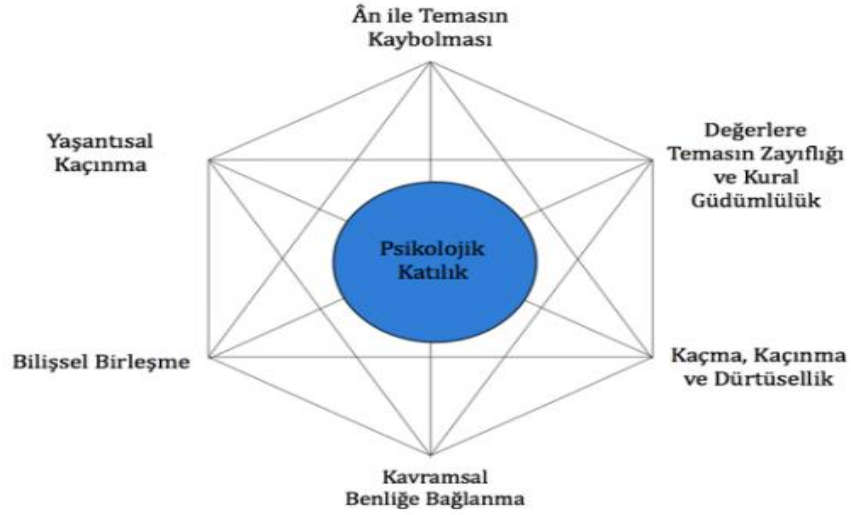 Ân ile Temasın
Kaybolması
Yaşantısal
Kaçınma
Değerlere
Temasın Zayıflığı
ve Kural
Güdümlülük
Psikolojik
Katılık
Bilişsel Birleşme
Kaçma, Kaçınma
ve Dürtüsellik
Kavramsal
Benliğe Bağlanma